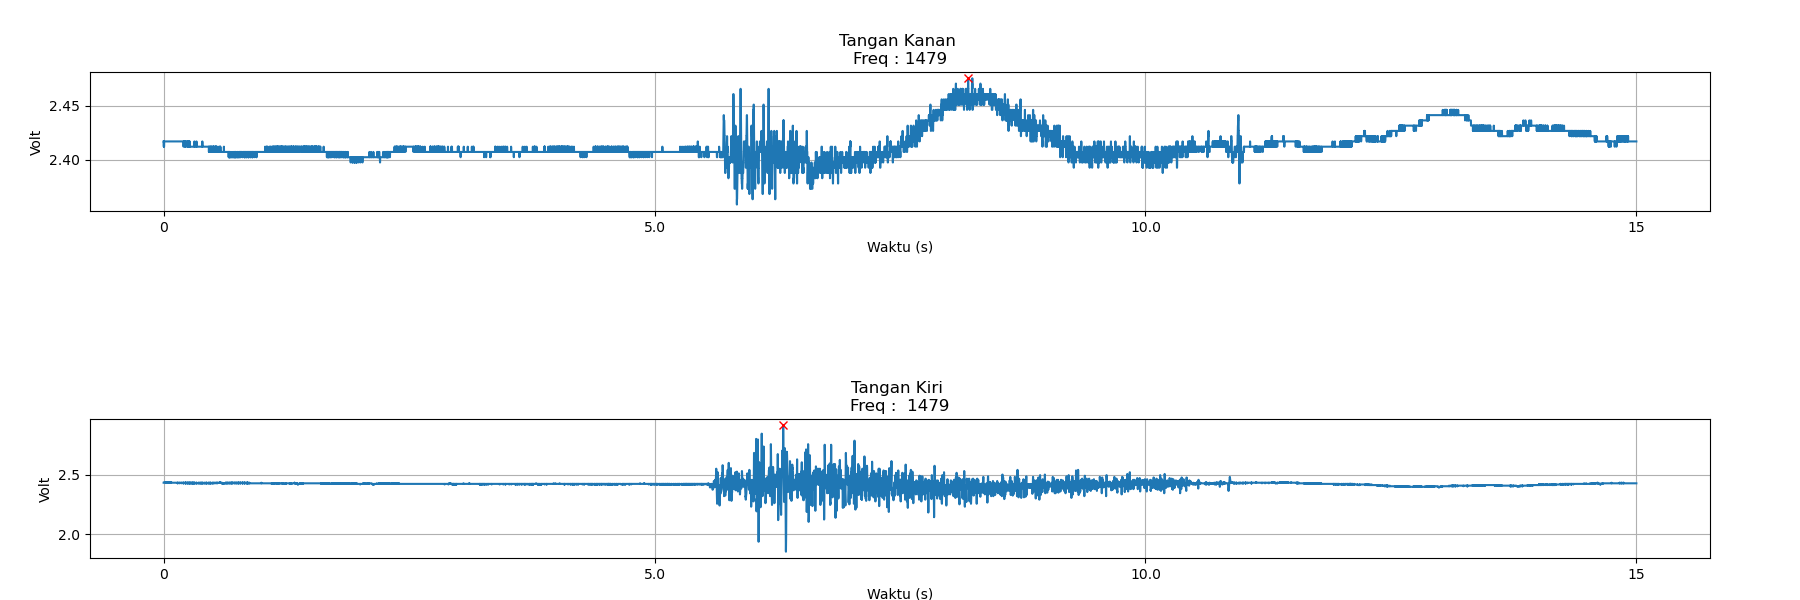 Tangan Kanan
Freq : 1479
Volt
2.45
2.40
0 5.0 10.0 15
Waktu (s)
Tangan Kiri
Freq :  1479
Volt
2.5
2.0
0 5.0 10.0 15
Waktu (s)